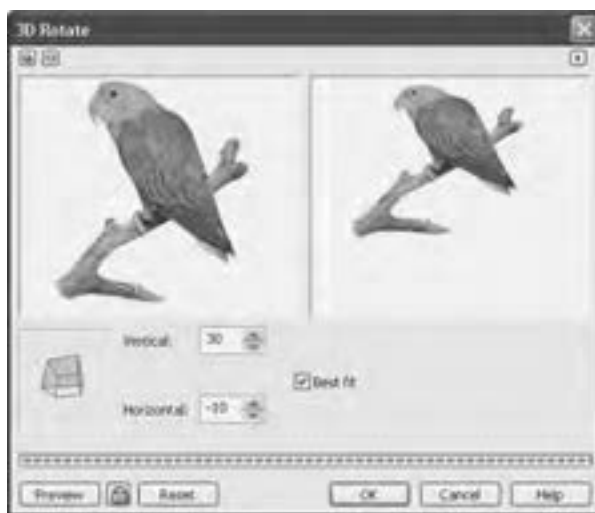 3D Rotate
Vertical: 30
Best fit
Horizontal: -10
Preview Reset OK Cancel Help